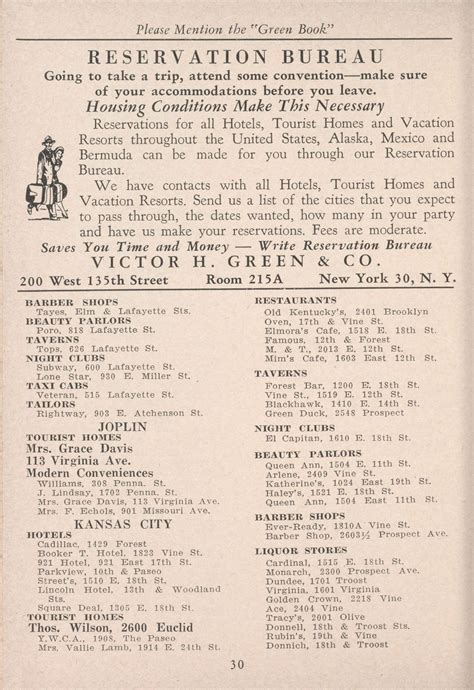 Please Mention the "Green Book"
RESERVATION BUREAU
Going to take a trip, attend some convention—make sure
of your accommodations before you leave.
Housing Conditions Make This Necessary
Reservations for all Hotels, Tourist Homes and Vacation
Resorts throughout the United States, Alaska, Mexico and
Bermuda can be made for you through our Reservation
Bureau.
We have contacts with all Hotels, Tourist Homes and
Vacation Resorts. Send us a list of the cities that you expect
to pass through, the dates wanted, how many in your party
and have us make your reservations. Fees are moderate.
Saves You Time and Money — Write Reservation Bureau
VICTOR H. GREEN & CO.
200 West 135th Street Room 215A New York 30, N. Y.
BARBER SHOPS
Tayes, Elm & Lafayette St.
BEAUTY PARLORS
Poro, 818 Lafayette St.
TAVERNS
Tops, 626 Lafayette St.
NIGHT CLUBS
Subway, 600 Lafayette St.
Lone Star, 930 E. Miller St.
TAXI CABS
Veteran, 515 Lafayette St.
TAILORS
Rightway, 903 E. Atchenson St.
JOPLIN
TOURIST HOMES
Mrs. Grace Davis
113 Virginia Ave.
Modern Conveniences
Williams, 308 Penna. St.
J. Lindsay, 1702 Penna. St.
Mrs. Grace Davis, 113 Virginia Ave.
Mrs. F. Echols, 901 Missouri Ave.
KANSAS CITY
HOTELS
Cadillac, 1429 Forest
Booker T. Hotel, 1823 Vine St.
921 Hotel, 921 East 17th St.
Parkview, 10th & Paseo
Street's, 1510 E. 18th St.
Lincoln Hotel, 13th & Woodland
Sts.
Square Deal, 1305 E. 18th St.
TOURIST HOMES
Thos. Wilson, 2600 Euclid
Y.W.C.A., 1908, The Paseo
Mrs. Vallie Lamb, 1914 E. 24th St.
RESTAURANTS
Old Kentucky's, 2401 Brooklyn
Oven, 17th & Vine St.
Elmora's Cafe, 1518 E. 18th St.
Famous, 12th & Forest
M. & T., 2013 E. 12th St.
Mim's Cafe, 1603 East 12th St.
TAVERNS
Forest Bar, 1200 E. 18th St.
Vine St., 1519 E. 12th St.
Blackhawk, 1410 E. 14th St.
Green Duck, 2548 Prospect
NIGHT CLUBS
El Capitan, 1610 E. 18th St.
BEAUTY PARLORS
Queen Ann, 1504 E. 11th St.
Arlene, 2409 Vine St.
Katherine's, 1024 East 19th St.
Haley's, 1521 E. 18th St.
Queen Ann, 1504 East 11th St.
BARBER SHOPS
Ever-Ready, 1810A Vine St.
Barber Shop, 2603½ Prospect Ave.
LIQUOR STORES
Cardinal, 1515 E. 18th St.
Monarch, 2300 Prospect Ave.
Dundee, 1701 Troost
Virginia, 1601 Virginia
Golden Crown, 2218 Vine
Ace, 2404 Vine
Tracy's, 2001 Olive
Donnell, 18th & Troost Sts.
Rubin's, 19th & Vine
Donnich, 18th & Troost
30